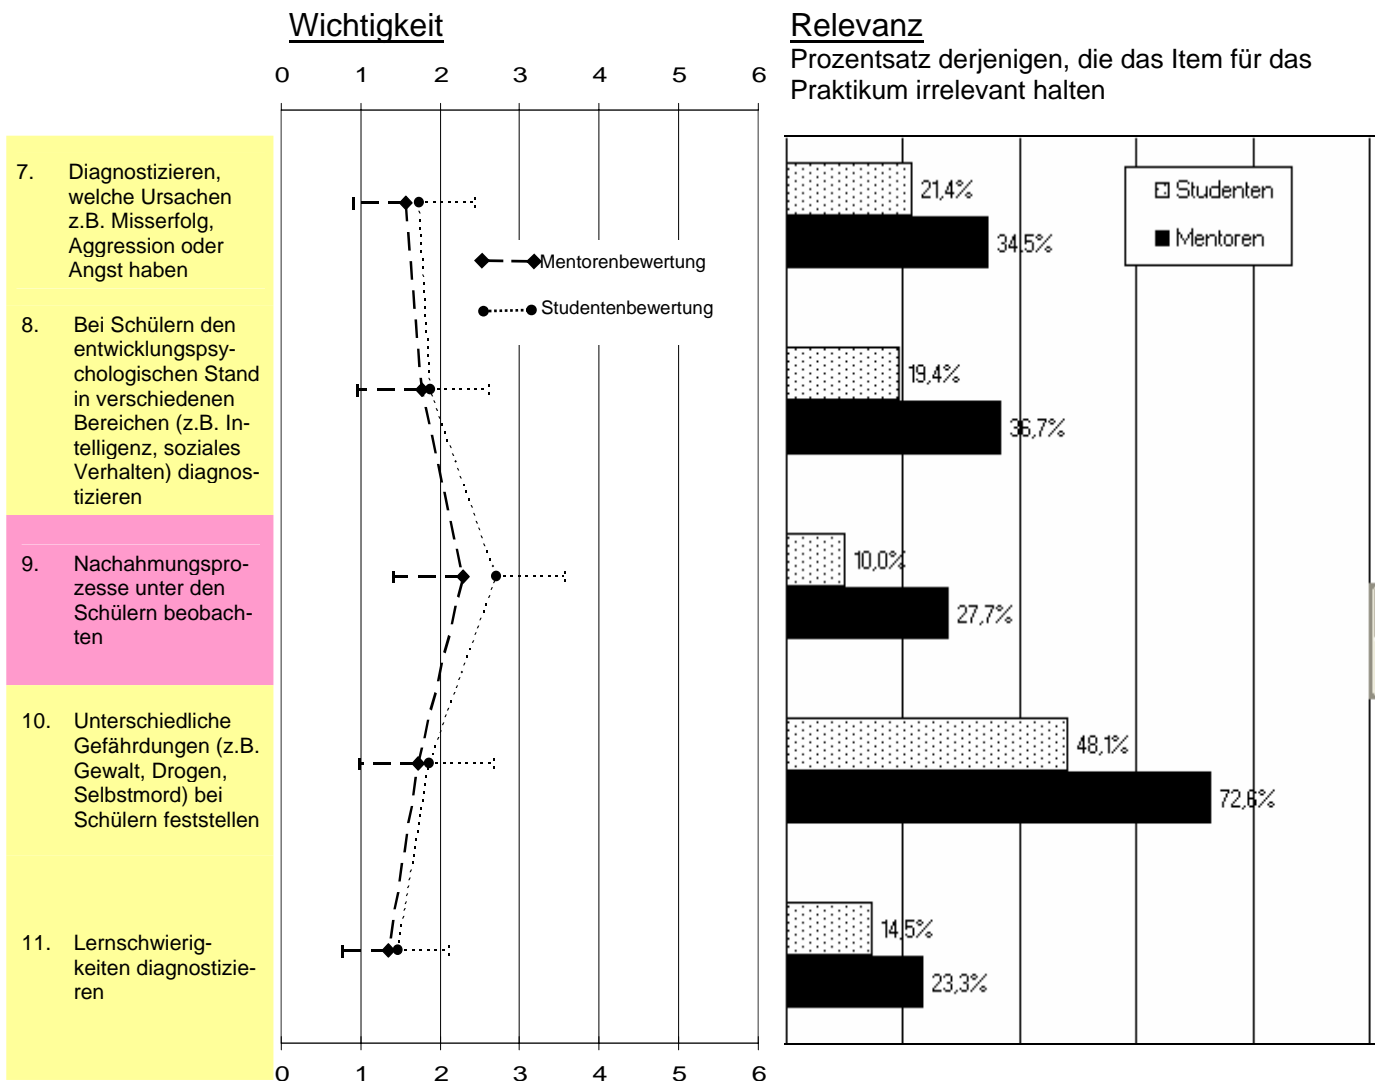 Wichtigkeit
0 1 2 3 4 5 6
Relevanz
Prozentsatz derjenigen, die das Item für das
Praktikum irrelevant halten
7. Diagnostizieren,
welche Ursachen
z.B. Misserfolg,
Aggression oder
Angst haben
8. Bei Schülern den
entwicklungspsy-
chologischen Stand
in verschiedenen
Bereichen (z.B. In-
telligenz, soziales
Verhalten) diagnos-
tizieren
9. Nachahmungspro-
zesse unter den
Schülern beobach-
ten
10. Unterschiedliche
Gefährdungen (z.B.
Gewalt, Drogen,
Selbstmord) bei
Schülern feststellen
11. Lernschwierig-
keiten diagnostizie-
ren
Mentorenbewertung
Studentenbewertung
0 1 2 3 4 5 6
Studenten
Mentoren
21,4%
34,5%
19,4%
36,7%
10,0%
27,7%
48,1%
72,6%
14,5%
23,3%